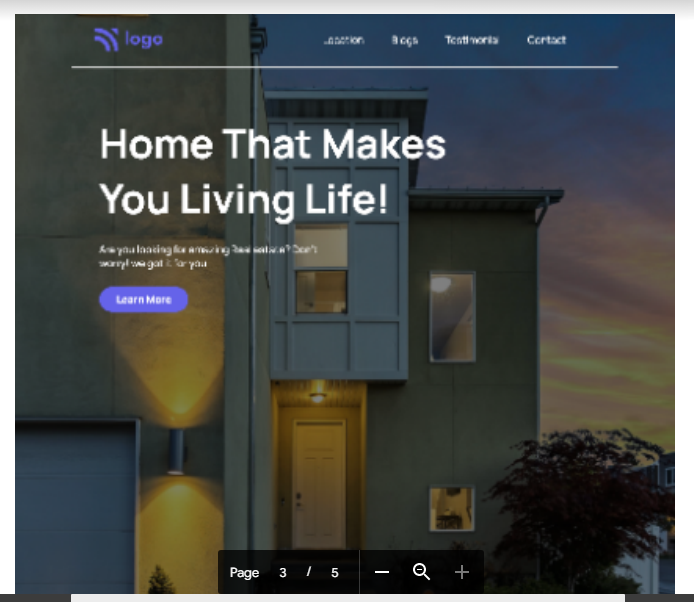 logo
Location Blogs Testimonial Contact
Home That Makes
You Living Life!
Are you looking for amazing Real estate? Don't
worry! we got it for you
Learn More
Page 3 / 5